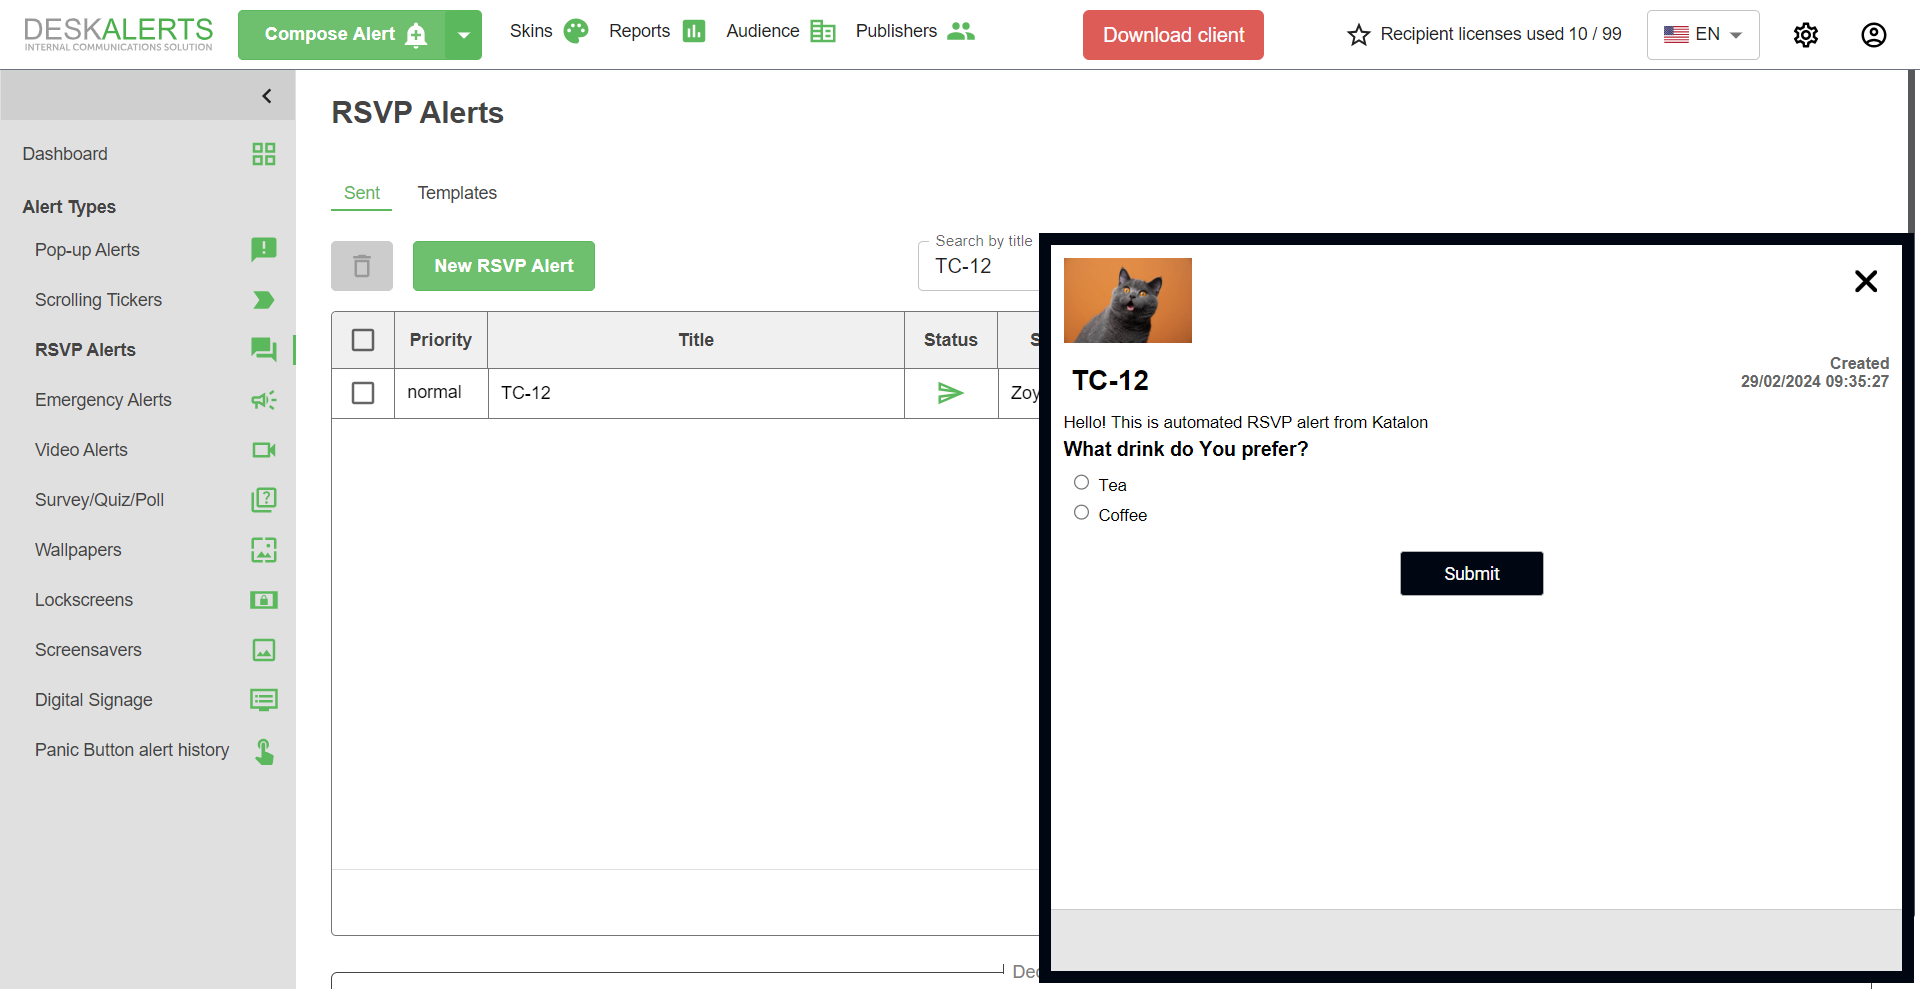 DESKALERTS
INTERNAL COMMUNICATIONS SOLUTION
Compose Alert
Skins
Reports
Audience
Publishers
Download client
Recipient licenses used 10 / 99
EN
Dashboard
Alert Types
Pop-up Alerts
Scrolling Tickers
RSVP Alerts
Emergency Alerts
Video Alerts
Survey/Quiz/Poll
Wallpapers
Lockscreens
Screensavers
Digital Signage
Panic Button alert history
RSVP Alerts
Sent
Templates
New RSVP Alert
Search by title
TC-12
Priority
Title
Status
S
normal
TC-12
Zoy
Dec
TC-12
Created
29/02/2024 09:35:27
Hello! This is automated RSVP alert from Katalon
What drink do You prefer?
Tea
Coffee
Submit